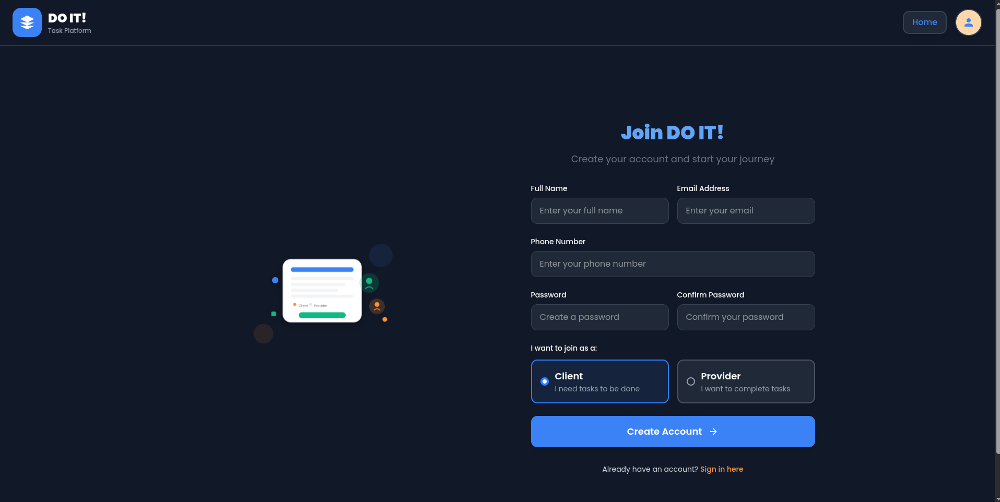 DO IT!
Task Platform
Home
Join DO IT!
Create your account and start your journey
Full Name
Email Address
Enter your full name
Enter your email
Phone Number
Enter your phone number
Password
Confirm Password
Create a password
Confirm your password
I want to join as a:
Client
I need tasks to be done
Provider
I want to complete tasks
Create Account
Already have an account? Sign in here
Client
Provider